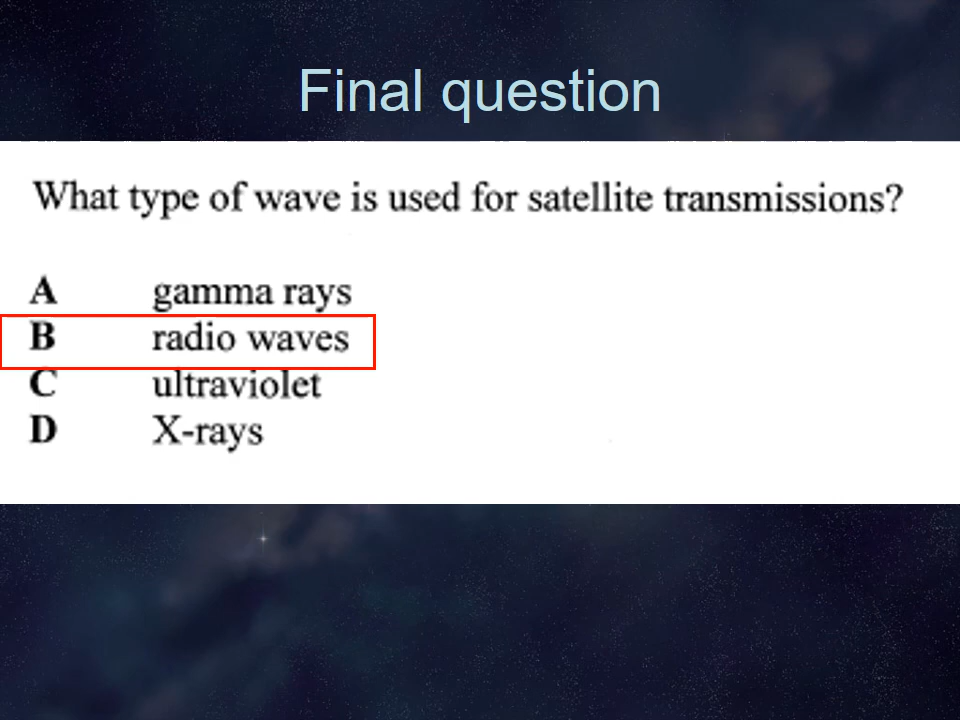 Final question
What type of wave is used for satellite transmissions?
A gamma rays
B radio waves
C ultraviolet
D X-rays